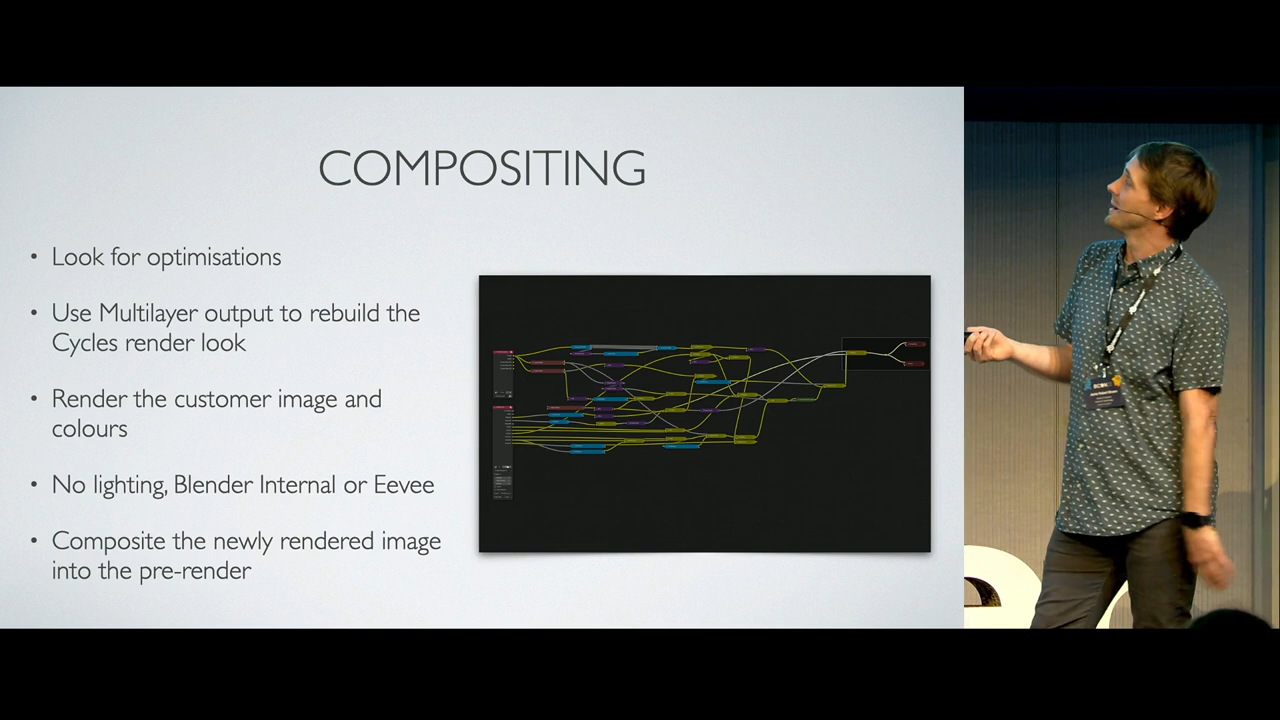 COMPOSITING
• Look for optimisations
• Use Multilayer output to rebuild the
Cycles render look
• Render the customer image and
colours
• No lighting, Blender Internal or Eevee
• Composite the newly rendered image
into the pre-render